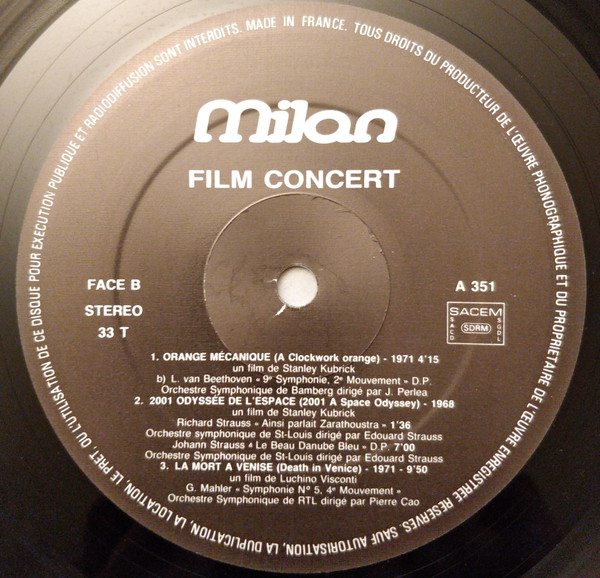 MADE IN FRANCE. TOUS DROITS DU PRODUCTEUR DE L'ŒUVRE PHONOGRAPHIQUE ET DU PROPRIETAIRE DE L'ŒUVRE ENREGISTREE RESERVES. SAUF AUTORISATION, LA DUPLICATION, LA LOCATION, LE PRET OU L'UTILISATION DE CE DISQUE POUR EXECUTION PUBLIQUE ET RADIODIFFUSION SONT INTERDITS.
Milan
FILM CONCERT
FACE B
STEREO
33 T
A 351
SACEM
SACD
SDRM
SGDL
1. ORANGE MÉCANIQUE (A Clockwork orange) - 1971 4'15
un film de Stanley Kubrick
b) L. van Beethoven « 9e Symphonie, 2e Mouvement » D.P.
Orchestre Symphonique de Bamberg dirigé par J. Perlea
2. 2001 ODYSSÉE DE L'ESPACE (2001 A Space Odyssey) - 1968
un film de Stanley Kubrick
Richard Strauss « Ainsi parlait Zarathoustra » - 1'36
Orchestre symphonique de St-Louis dirigé par Edouard Strauss
Johann Strauss « Le Beau Danube Bleu » D.P. 7'00
Orchestre symphonique de St-Louis dirigé par Edouard Strauss
3. LA MORT A VENISE (Death in Venice) - 1971 - 9'50
un film de Luchino Visconti
G. Mahler « Symphonie N° 5, 4e Mouvement »
Orchestre Symphonique de RTL dirigé par Pierre Cao